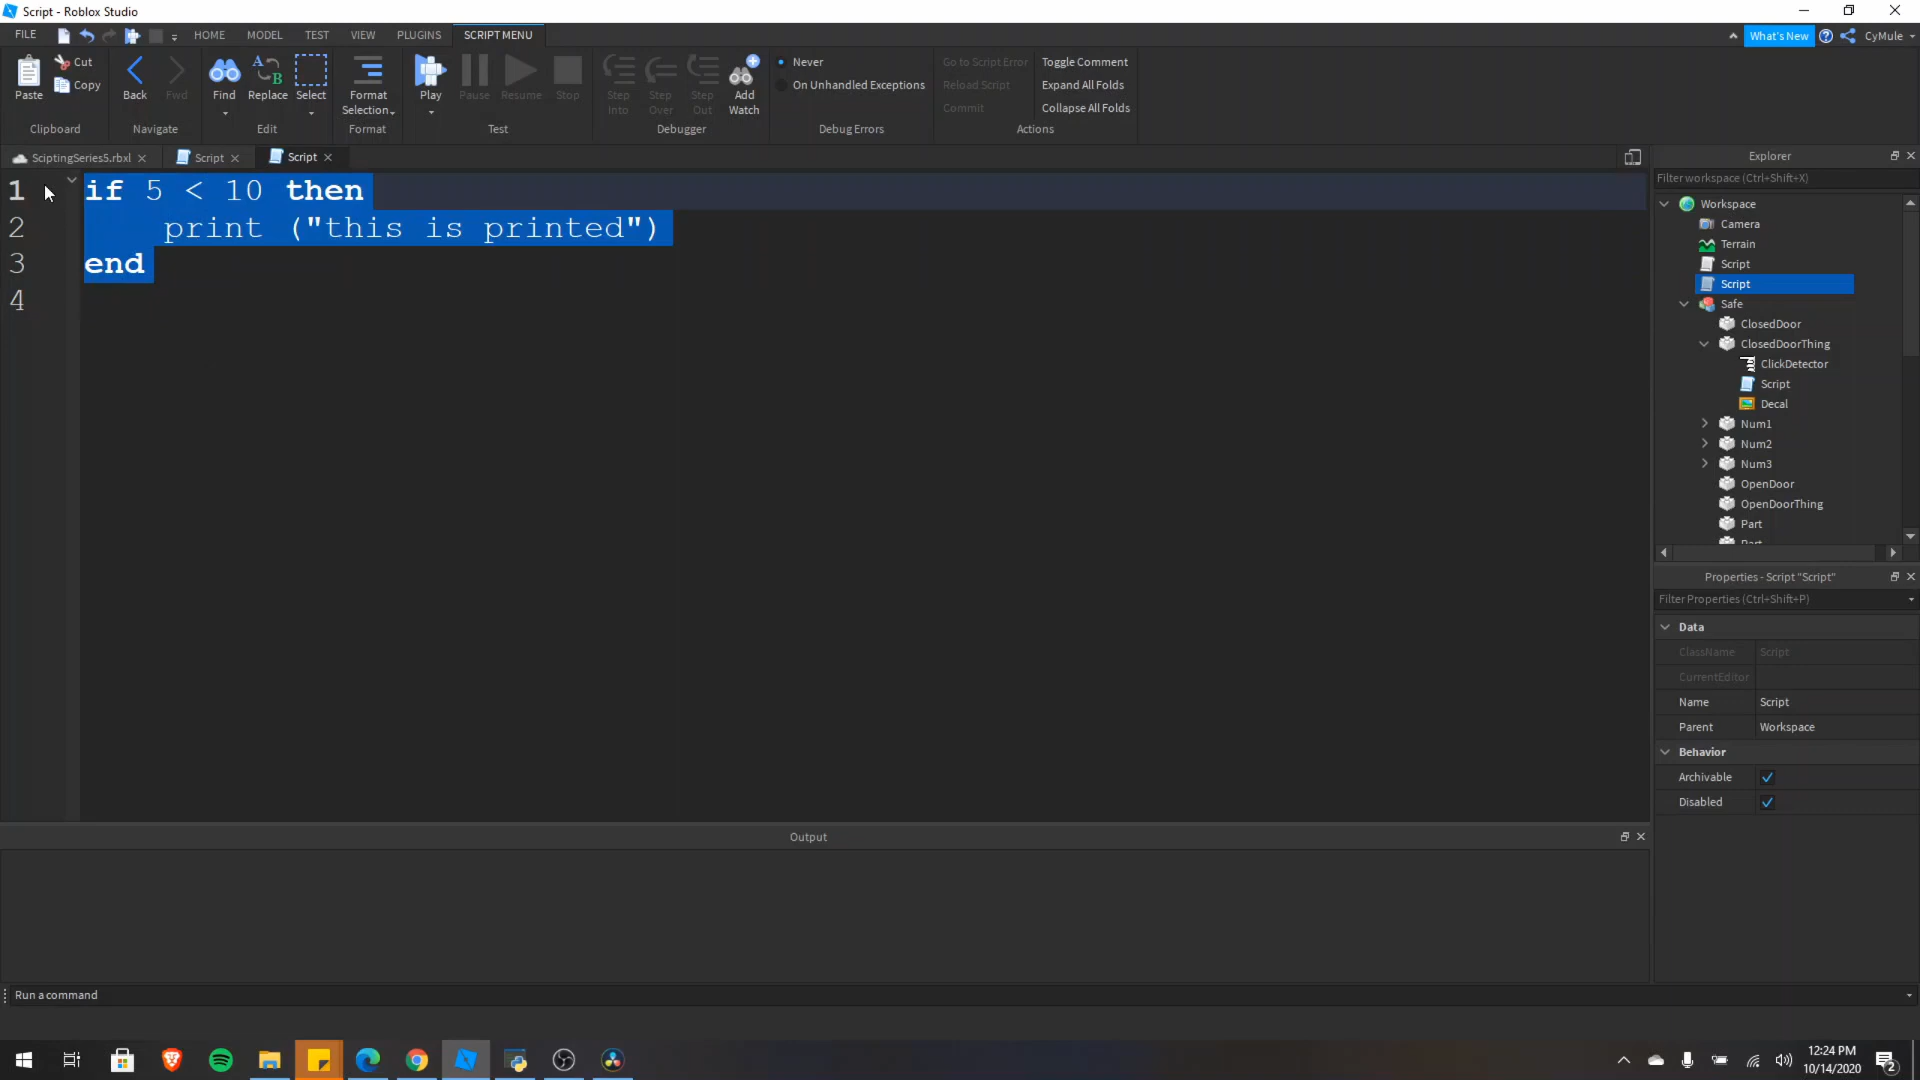 Script - Roblox Studio
FILE HOME MODEL TEST VIEW PLUGINS SCRIPT MENU What's New CyMule
Paste Cut Copy Clipboard
Back Fwd Navigate
Find Replace Select Edit
Format Selection Format
Play Pause Resume Stop Test
Step Into Step Over Step Out Add Watch Debugger
Never
On Unhandled Exceptions
Debug Errors
Go to Script Error
Reload Script
Commit
Toggle Comment
Expand All Folds
Collapse All Folds
Actions
SciptingSeries5.rbxl Script Script
1 if 5 < 10 then
2 print ("this is printed")
3 end
4
Explorer
Filter workspace (Ctrl+Shift+X)
Workspace
Camera
Terrain
Script
Script
Safe
ClosedDoor
ClosedDoorThing
ClickDetector
Script
Decal
Num1
Num2
Num3
OpenDoor
OpenDoorThing
Part
Properties - Script "Script"
Filter Properties (Ctrl+Shift+P)
Data
ClassName Script
CurrentEditor
Name Script
Parent Workspace
Behavior
Archivable
Disabled
Output
Run a command
12:24 PM
10/14/2020
2